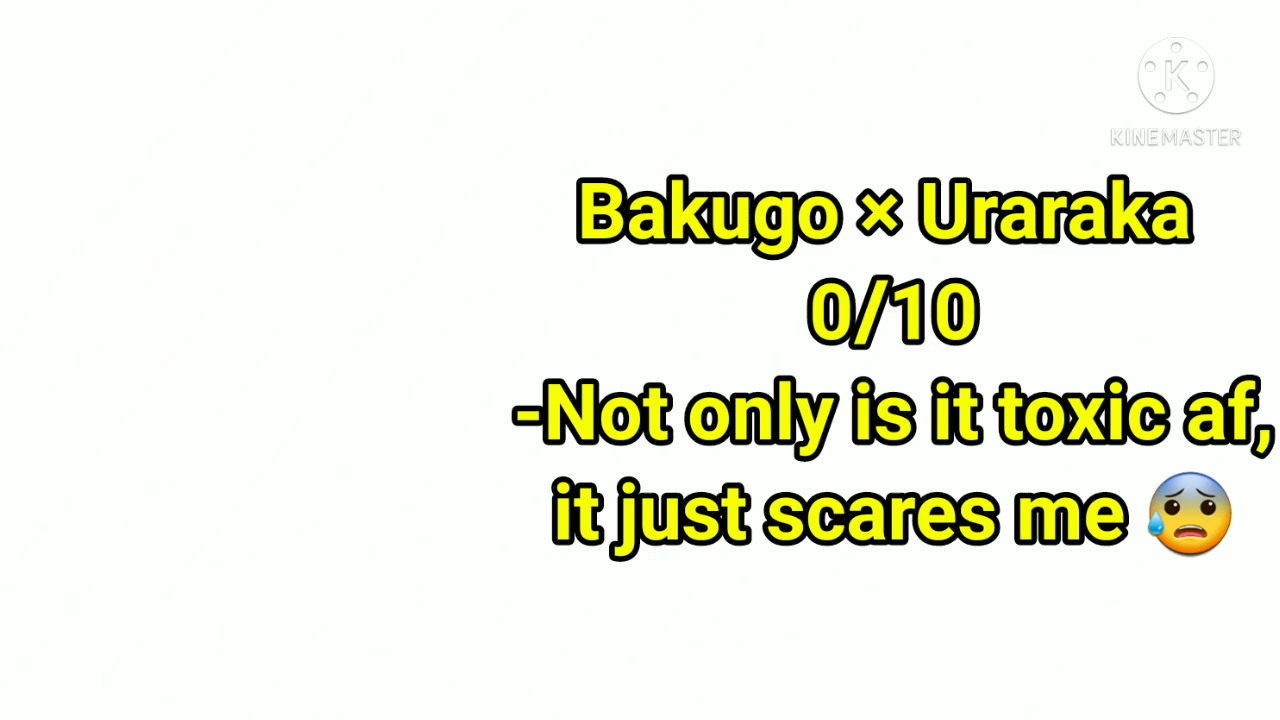 KINEMASTER
Bakugo × Uraraka
0/10
-Not only is it toxic af,
it just scares me 😰